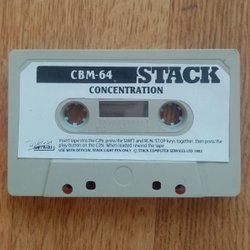 CBM-64 STACK
CONCENTRATION
Insert tape into the C2N, press the SHIFT and RUN/STOP keys together, then press the
play button on the C2N. When loaded rewind the tape
USE WITH OFFICIAL STACK LIGHT PEN ONLY. © STACK COMPUTER SERVICES LTD 1983